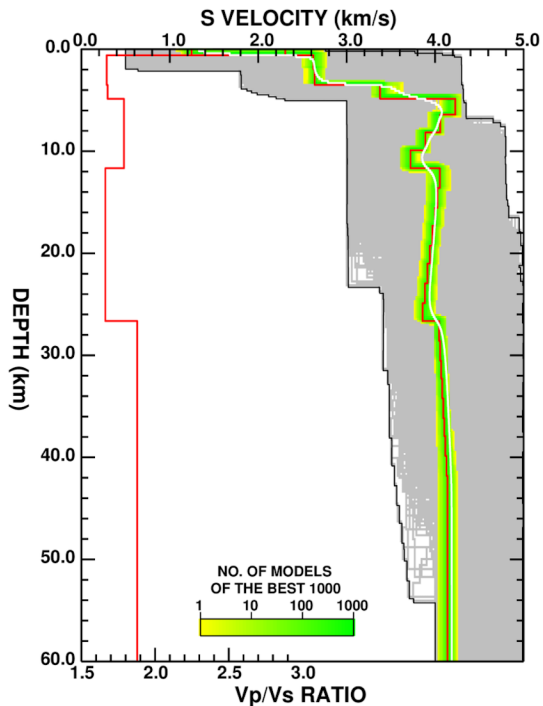 S VELOCITY (km/s)
0.0 1.0 2.0 3.0 4.0 5.0
0.0
10.0
20.0
30.0
40.0
50.0
60.0
DEPTH (km)
NO. OF MODELS
OF THE BEST 1000
1 10 100 1000
1.5 2.0 2.5 3.0
Vp/Vs RATIO